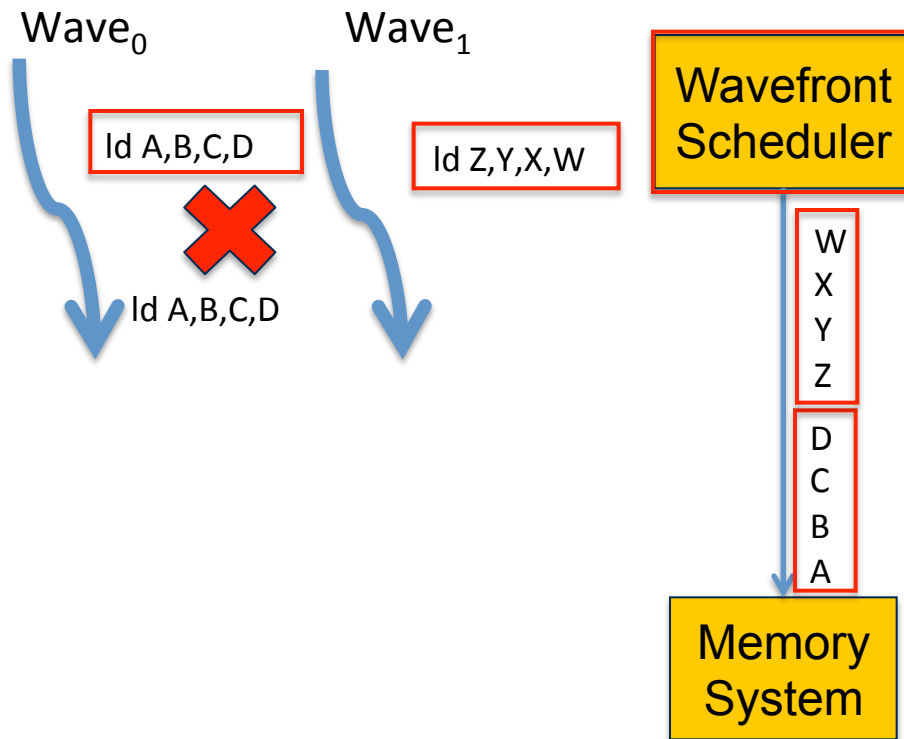 Wave₀
Wave₁
Wavefront
Scheduler
ld A,B,C,D
ld Z,Y,X,W
ld A,B,C,D
W
X
Y
Z
D
C
B
A
Memory
System